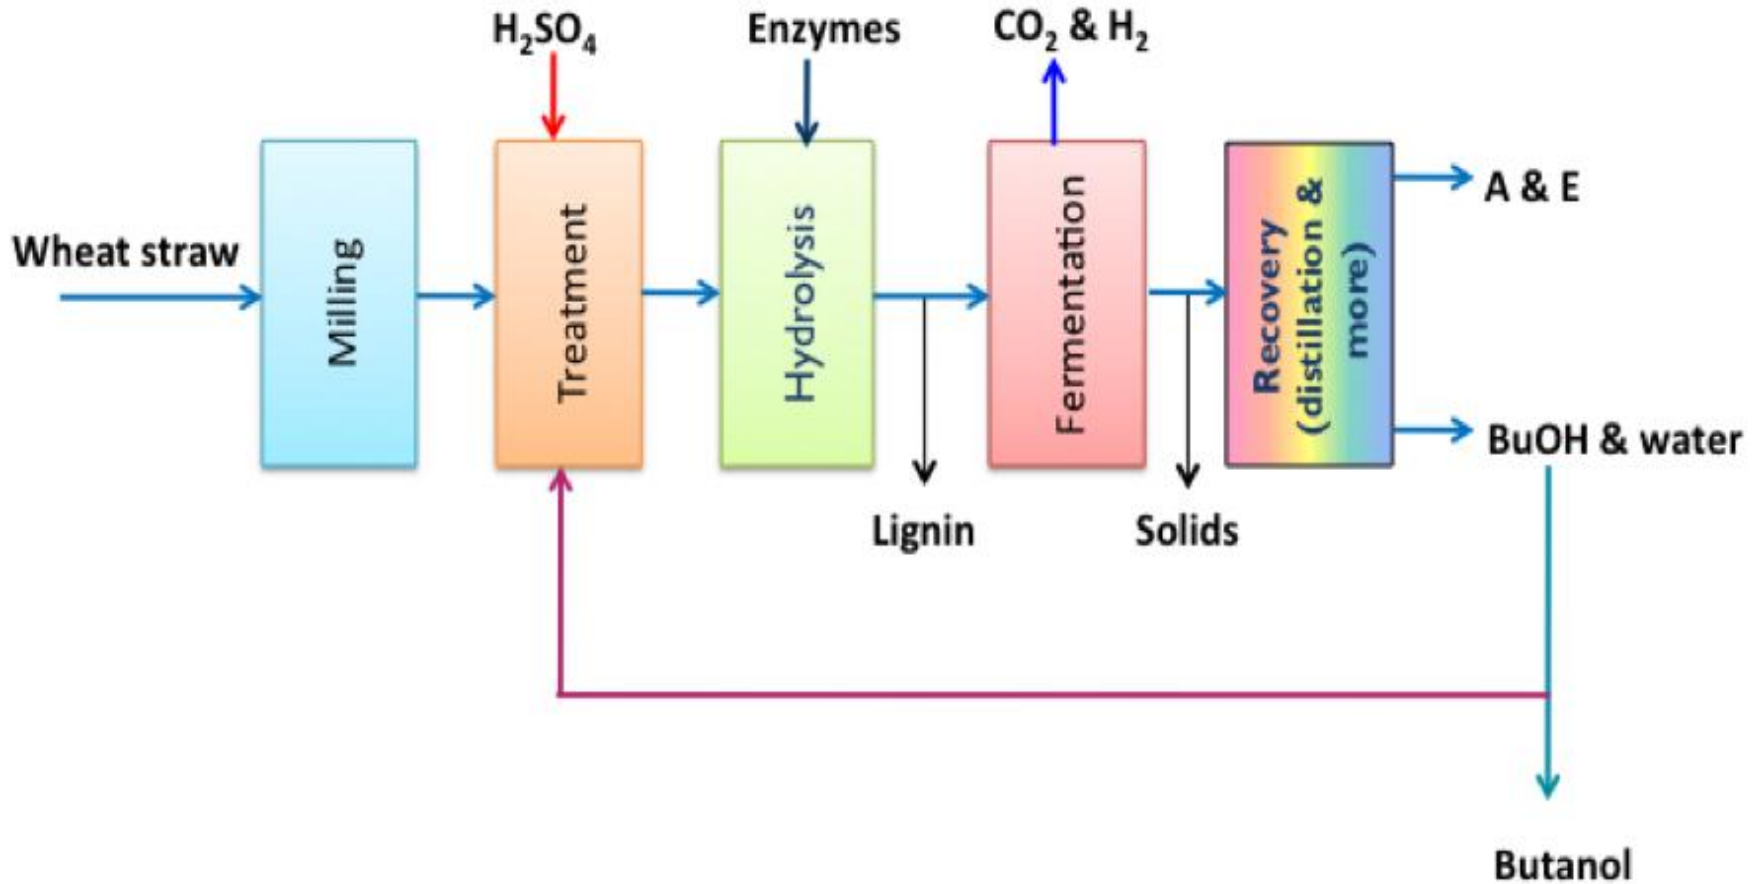 H₂SO₄
Enzymes
CO₂ & H₂
Wheat straw
Milling
Treatment
Hydrolysis
Fermentation
Recovery
(distillation &
more)
A & E
BuOH & water
Lignin
Solids
Butanol